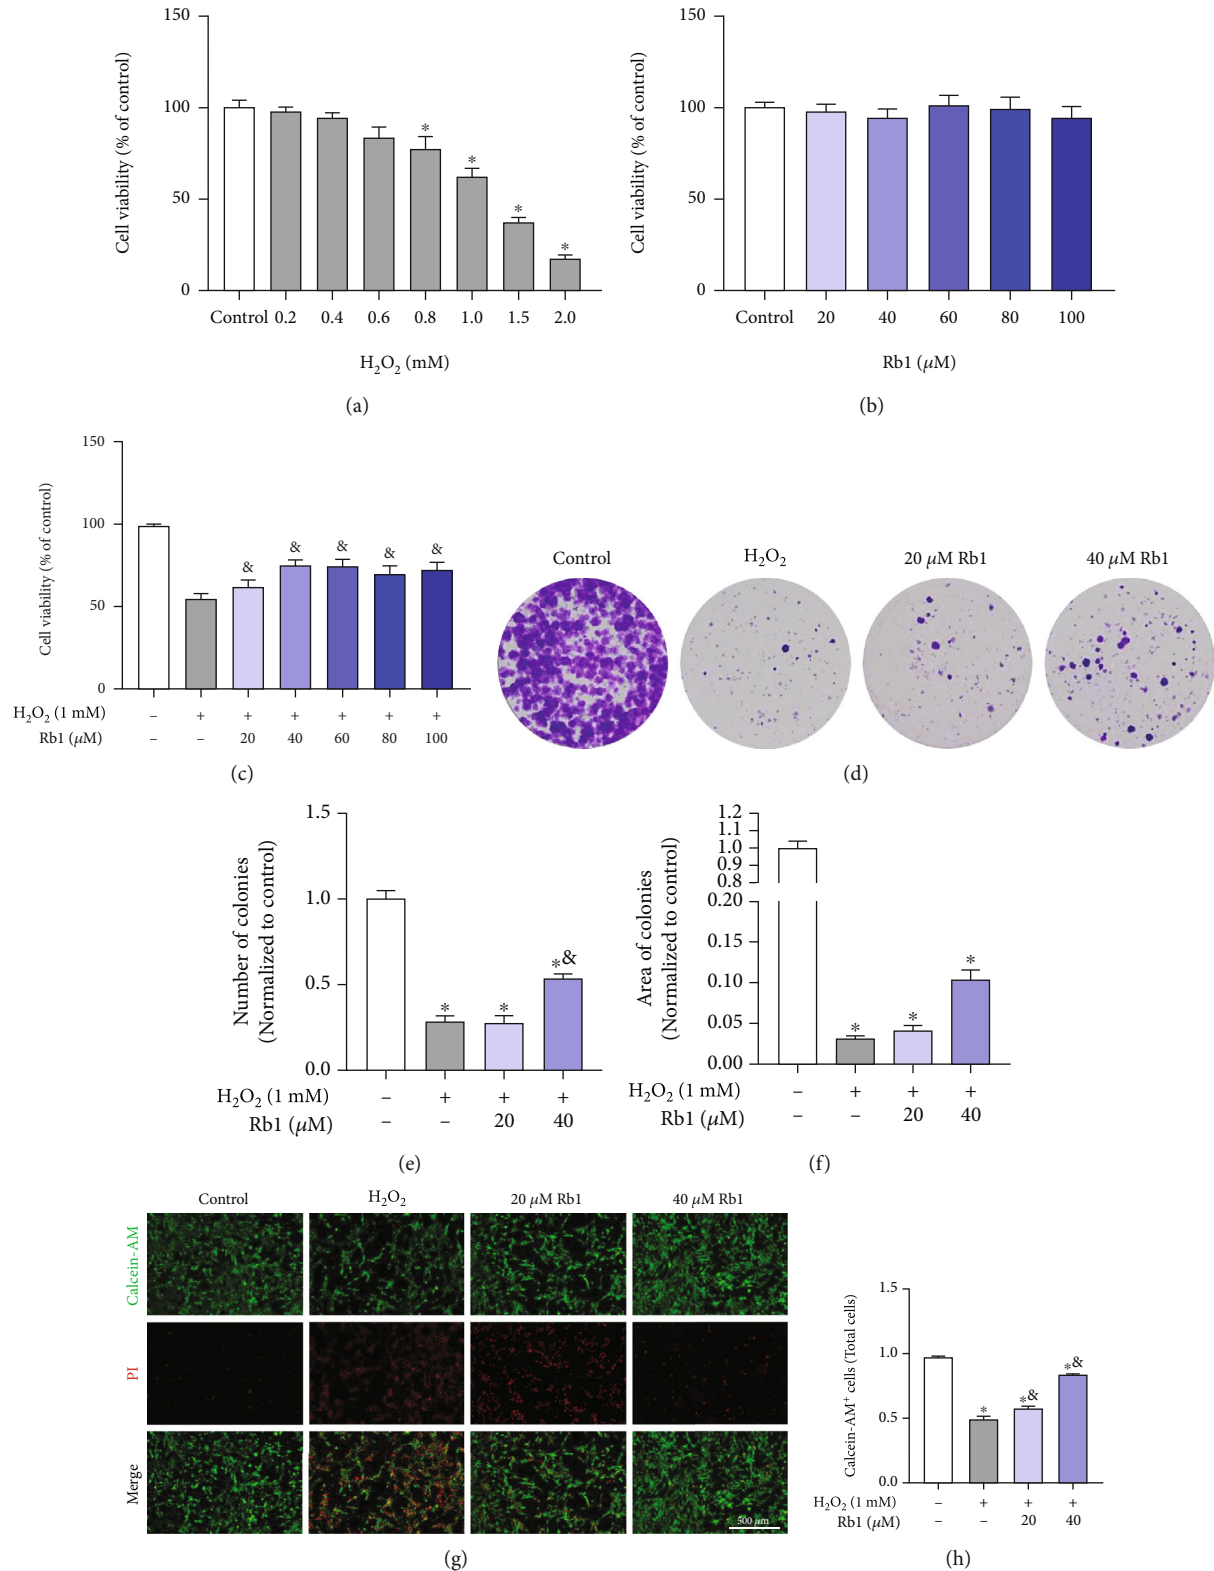 150
100
50
0
Cell viability (% of control)
* * * *
Control 0.2 0.4 0.6 0.8 1.0 1.5 2.0
H₂O₂ (mM)
(a)
150
100
50
0
Cell viability (% of control)
Control 20 40 60 80 100
Rb1 (μM)
(b)
150
100
50
0
Cell viability (% of control)
& & & & &
H₂O₂ (1 mM) – + + + + + +
Rb1 (μM) – – 20 40 60 80 100
(c)
Control H₂O₂ 20 μM Rb1 40 μM Rb1
(d)
1.5
1.0
0.5
0.0
Number of colonies
(Normalized to control)
* * *&
H₂O₂ (1 mM) – + + +
Rb1 (μM) – – 20 40
(e)
1.2
1.1
1.0
0.9
0.8
0.20
0.15
0.10
0.05
0.00
Area of colonies
(Normalized to control)
* * *
H₂O₂ (1 mM) – + + +
Rb1 (μM) – – 20 40
(f)
Control H₂O₂ 20 μM Rb1 40 μM Rb1
Calcein-AM
PI
Merge
500 μm
(g)
1.5
1.0
0.5
0.0
Calcein-AM⁺ cells (Total cells)
* *& *&
H₂O₂ (1 mM) – + + +
Rb1 (μM) – – 20 40
(h)